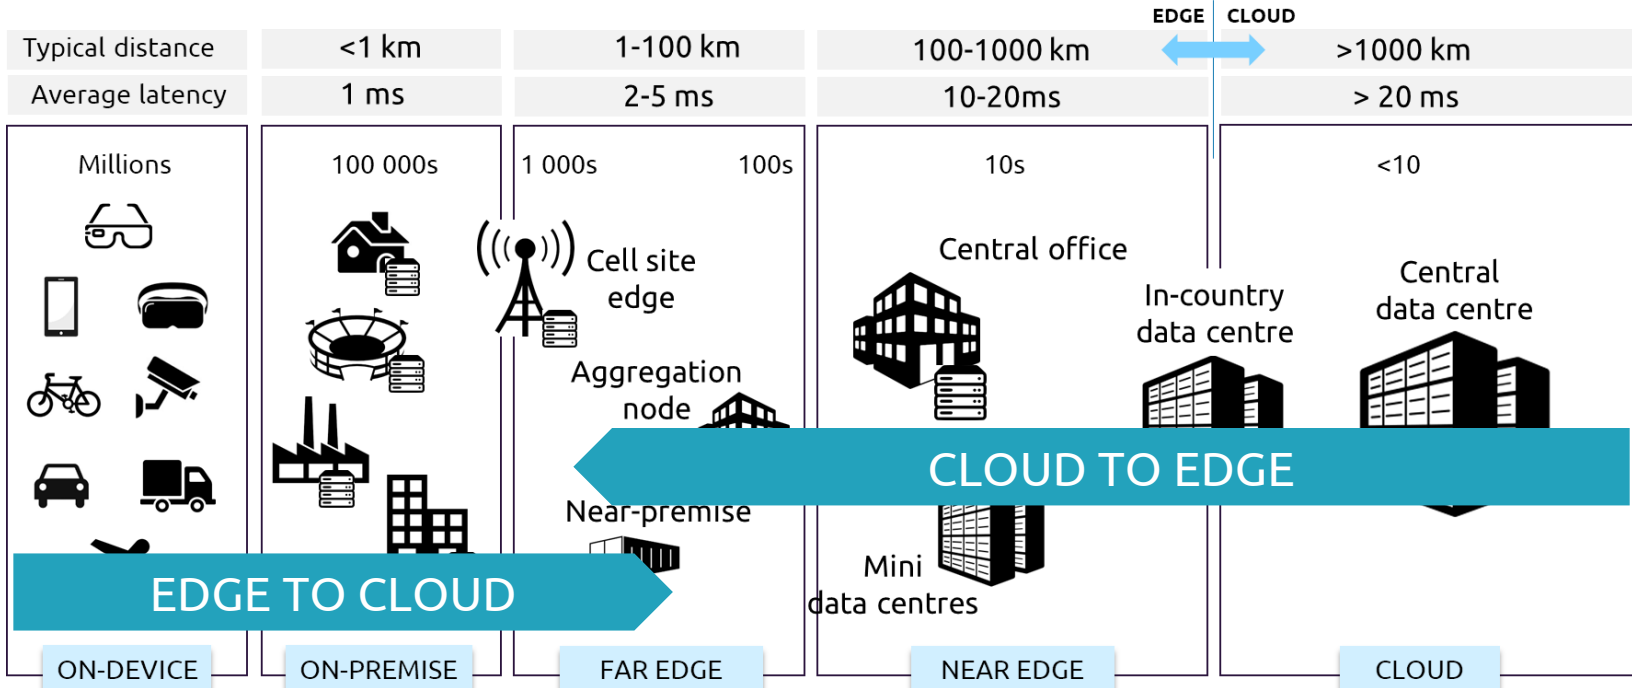 EDGE CLOUD
Typical distance <1 km 1-100 km 100-1000 km >1000 km
Average latency 1 ms 2-5 ms 10-20ms > 20 ms
Millions 100 000s 1 000s 100s 10s <10
Cell site
edge
Aggregation
node
Near-premise
Central office
Mini
data centres
In-country
data centre
Central
data centre
CLOUD TO EDGE
EDGE TO CLOUD
ON-DEVICE ON-PREMISE FAR EDGE NEAR EDGE CLOUD